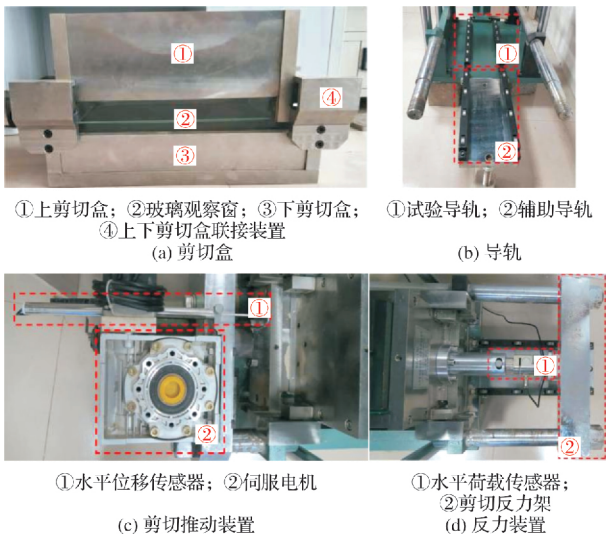 ① ② ③ ④
①上剪切盒；②玻璃观察窗；③下剪切盒；
④上下剪切盒联接装置
(a) 剪切盒
① ②
①试验导轨；②辅助导轨
(b) 导轨
① ②
①水平位移传感器；②伺服电机
(c) 剪切推动装置
① ②
①水平荷载传感器；
②剪切反力架
(d) 反力装置